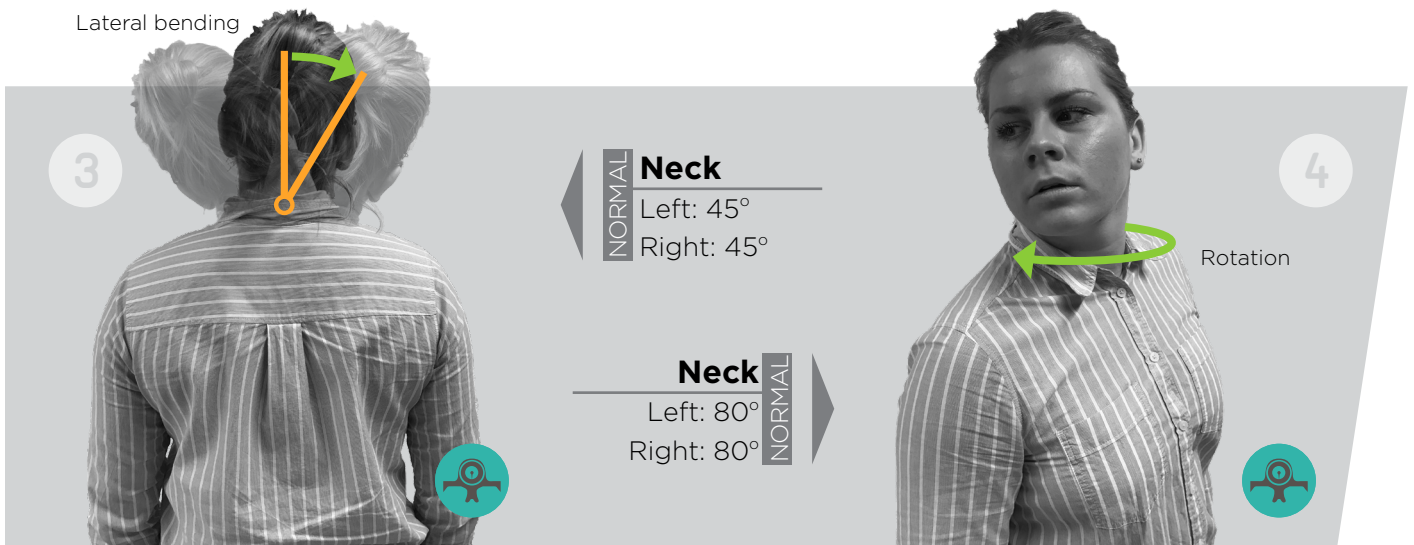 Lateral bending
3
NORMAL
Neck
Left: 45°
Right: 45°
4
Rotation
Neck
Left: 80°
Right: 80°
NORMAL